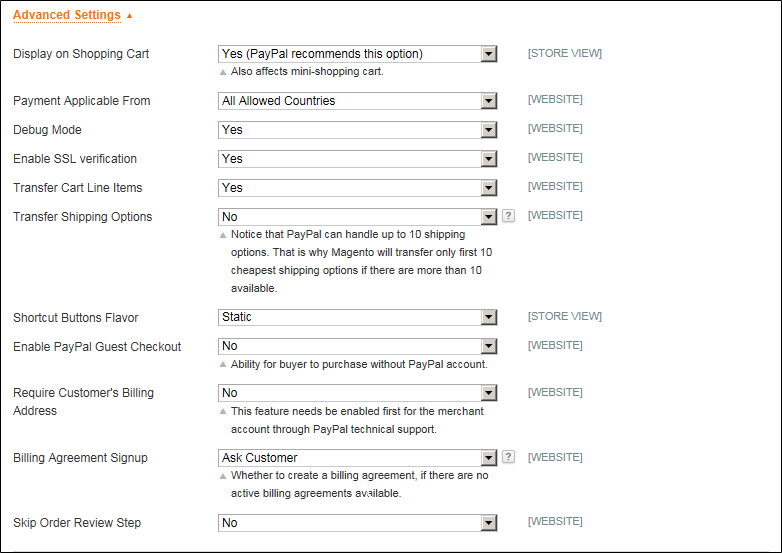 Advanced Settings ▲
Display on Shopping Cart Yes (PayPal recommends this option) [STORE VIEW]
▲ Also affects mini-shopping cart.
Payment Applicable From All Allowed Countries [WEBSITE]
Debug Mode Yes [WEBSITE]
Enable SSL verification Yes [WEBSITE]
Transfer Cart Line Items Yes [WEBSITE]
Transfer Shipping Options No ? [WEBSITE]
▲ Notice that PayPal can handle up to 10 shipping
options. That is why Magento will transfer only first 10
cheapest shipping options if there are more than 10
available.
Shortcut Buttons Flavor Static [STORE VIEW]
Enable PayPal Guest Checkout No [WEBSITE]
▲ Ability for buyer to purchase without PayPal account.
Require Customer's Billing No [WEBSITE]
Address
▲ This feature needs be enabled first for the merchant
account through PayPal technical support.
Billing Agreement Signup Ask Customer ? [WEBSITE]
▲ Whether to create a billing agreement, if there are no
active billing agreements available.
Skip Order Review Step No [WEBSITE]